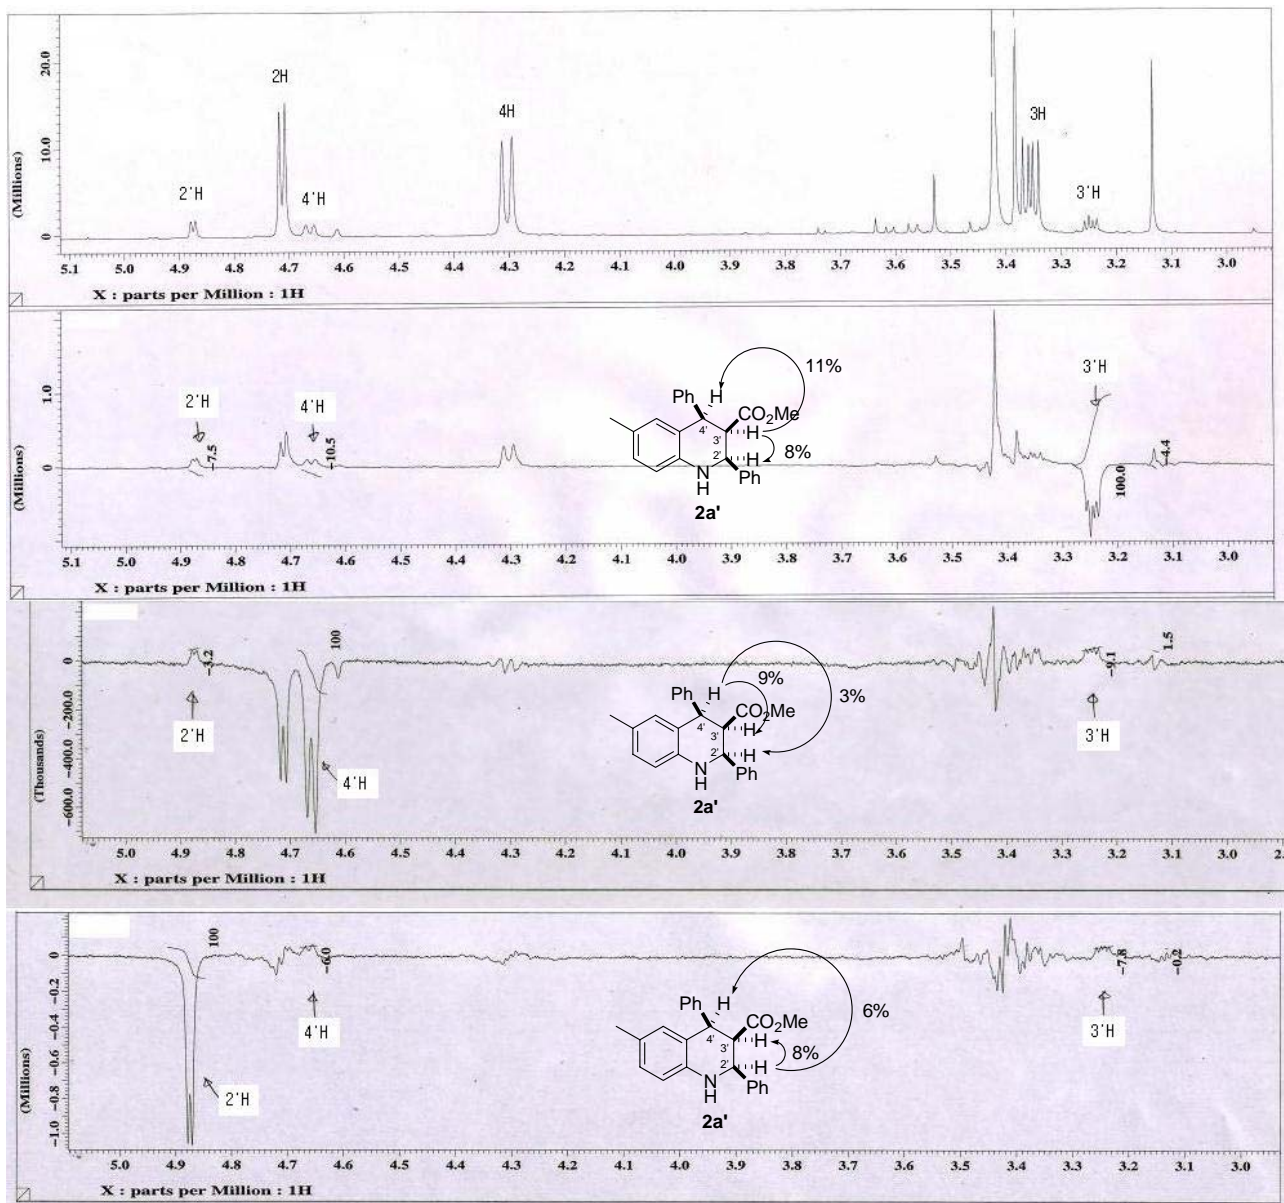 20.0
10.0
0
(Millions)
2'H
2H
4'H
4H
3H
3'H
5.1 5.0 4.9 4.8 4.7 4.6 4.5 4.4 4.3 4.2 4.1 4.0 3.9 3.8 3.7 3.6 3.5 3.4 3.3 3.2 3.1 3.0
X : parts per Million : 1H
1.0
0
(Millions)
2'H
-7.5
4'H
-10.5
11%
Ph H
CO2Me
4' 3' H
8%
2' H
N
H
Ph
2a'
3'H
100.0
-4.4
5.1 5.0 4.9 4.8 4.7 4.6 4.5 4.4 4.3 4.2 4.1 4.0 3.9 3.8 3.7 3.6 3.5 3.4 3.3 3.2 3.1 3.0
X : parts per Million : 1H
0
-200.0
-400.0
-600.0
(Thousands)
-3.2
2'H
100
4'H
9%
3%
Ph H
CO2Me
4' 3' H
2' H
N
H
Ph
2a'
-9.1
1.5
3'H
5.0 4.9 4.8 4.7 4.6 4.5 4.4 4.3 4.2 4.1 4.0 3.9 3.8 3.7 3.6 3.5 3.4 3.3 3.2 3.1 3.0 2.
X : parts per Million : 1H
0
-0.2
-0.4
-0.6
-0.8
-1.0
(Millions)
100
2'H
-6.0
4'H
6%
Ph H
CO2Me
4' 3' H
8%
2' H
N
H
Ph
2a'
-7.8
-0.2
3'H
5.0 4.9 4.8 4.7 4.6 4.5 4.4 4.3 4.2 4.1 4.0 3.9 3.8 3.7 3.6 3.5 3.4 3.3 3.2 3.1 3.0
X : parts per Million : 1H